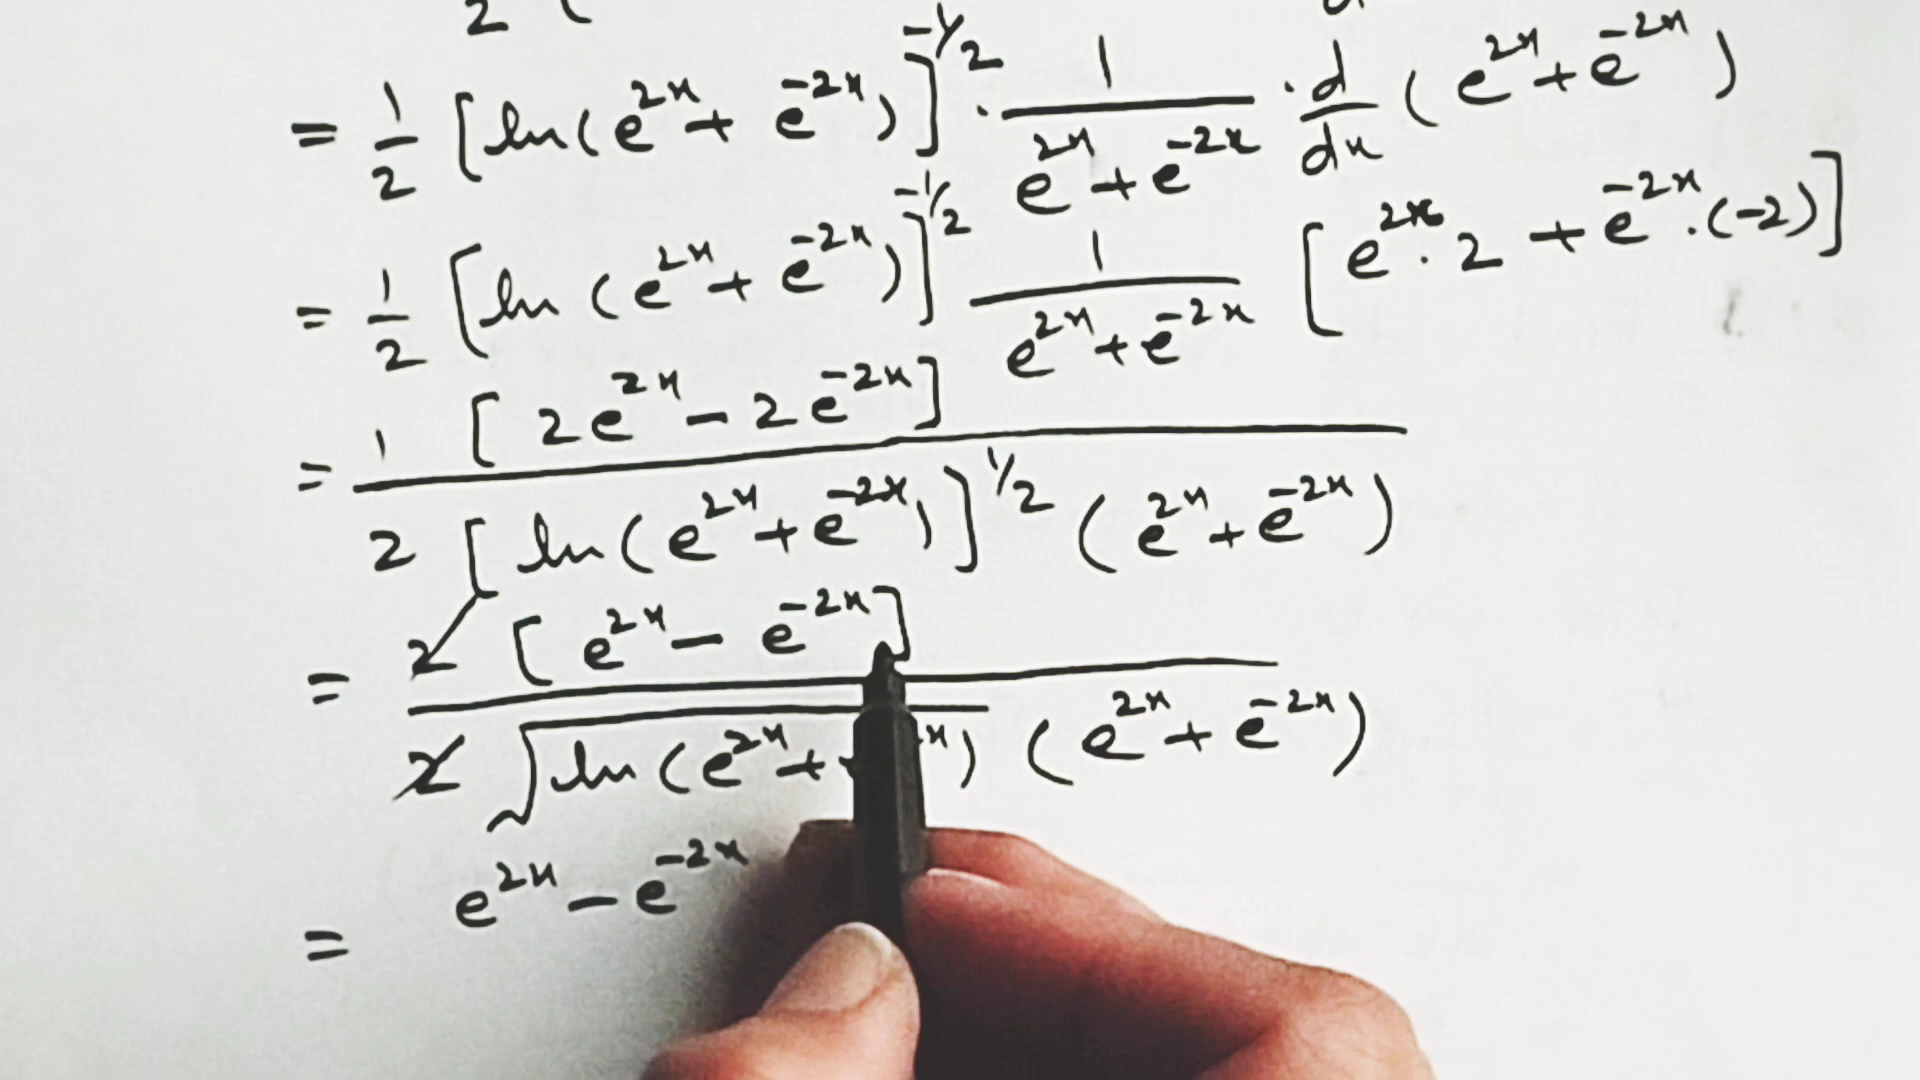 2 (
= 1/2 [ln(e^{2x} + e^{-2x})]^{-1/2} · 1/(e^{2x} + e^{-2x}) · d/dx (e^{2x} + e^{-2x})
= 1/2 [ln (e^{2x} + e^{-2x})]^{-1/2} 1/(e^{2x} + e^{-2x}) [e^{2x} · 2 + e^{-2x} · (-2)]
= 1 [2e^{2x} - 2e^{-2x}] / 2 [ln(e^{2x} + e^{-2x})]^{1/2} (e^{2x} + e^{-2x})
= 2 [e^{2x} - e^{-2x}] / 2 √ln(e^{2x} + x) (e^{2x} + e^{-2x})
= e^{2x} - e^{-2x}